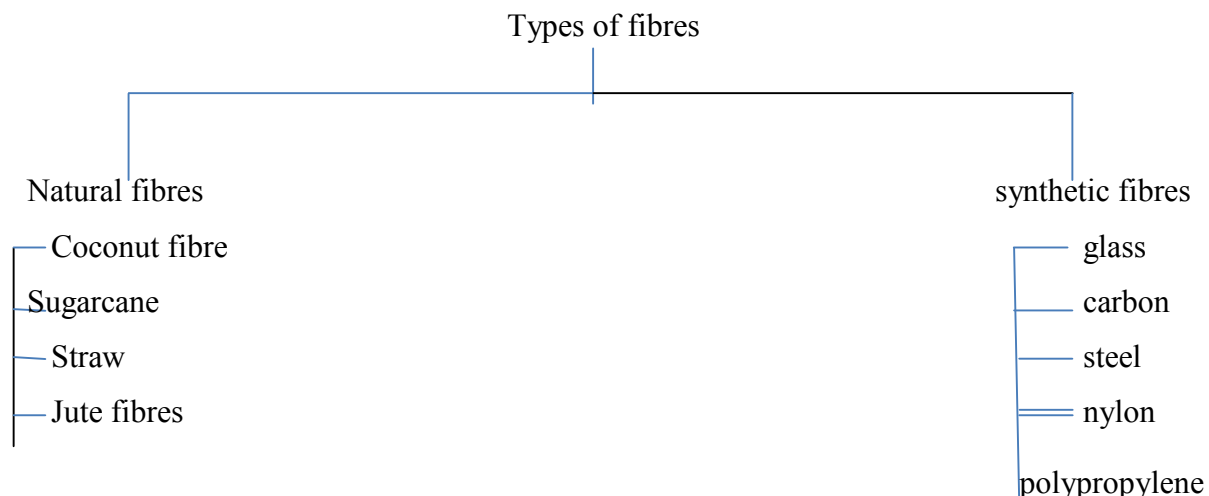 Types of fibres
Natural fibres
Coconut fibre
Sugarcane
Straw
Jute fibres
synthetic fibres
glass
carbon
steel
nylon
polypropylene